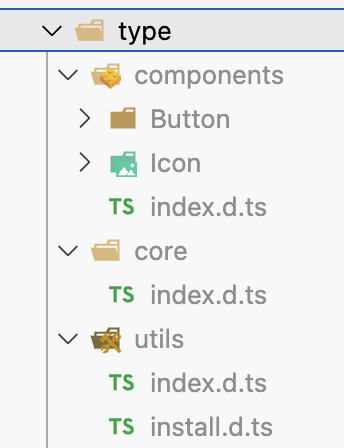 type
components
Button
Icon
TS index.d.ts
core
TS index.d.ts
utils
TS index.d.ts
TS install.d.ts